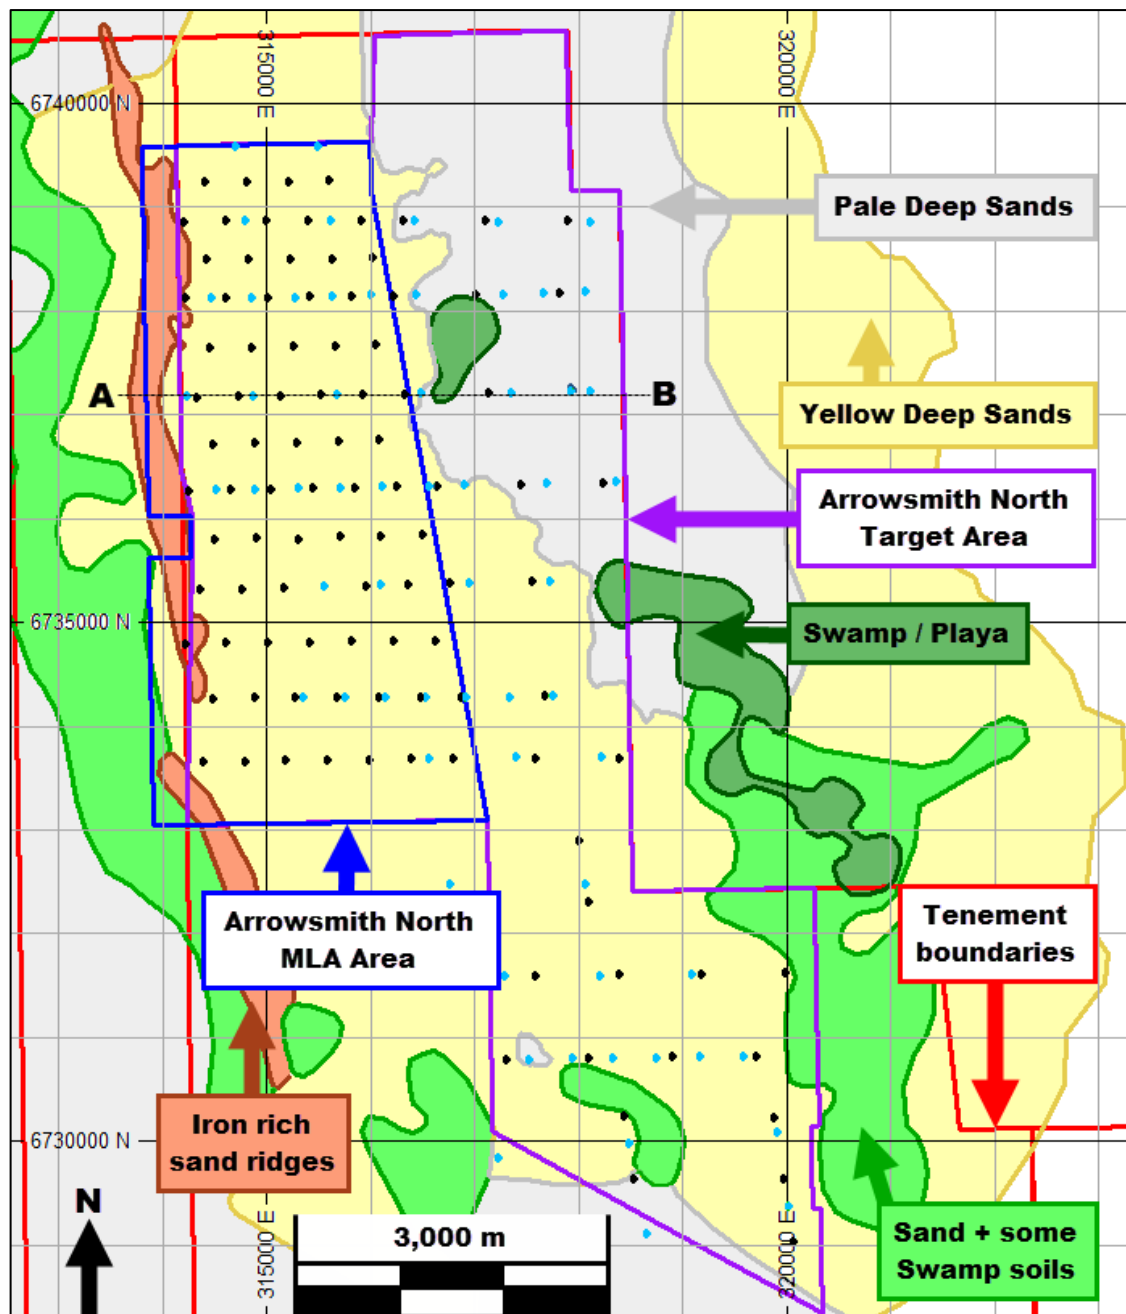 315000 E
320000 E
6740000 N
Pale Deep Sands
A
B
Yellow Deep Sands
Arrowsmith North
Target Area
6735000 N
Swamp / Playa
Arrowsmith North
MLA Area
Tenement
boundaries
Iron rich
sand ridges
6730000 N
N
315000 E
3,000 m
320000 E
Sand + some
Swamp soils